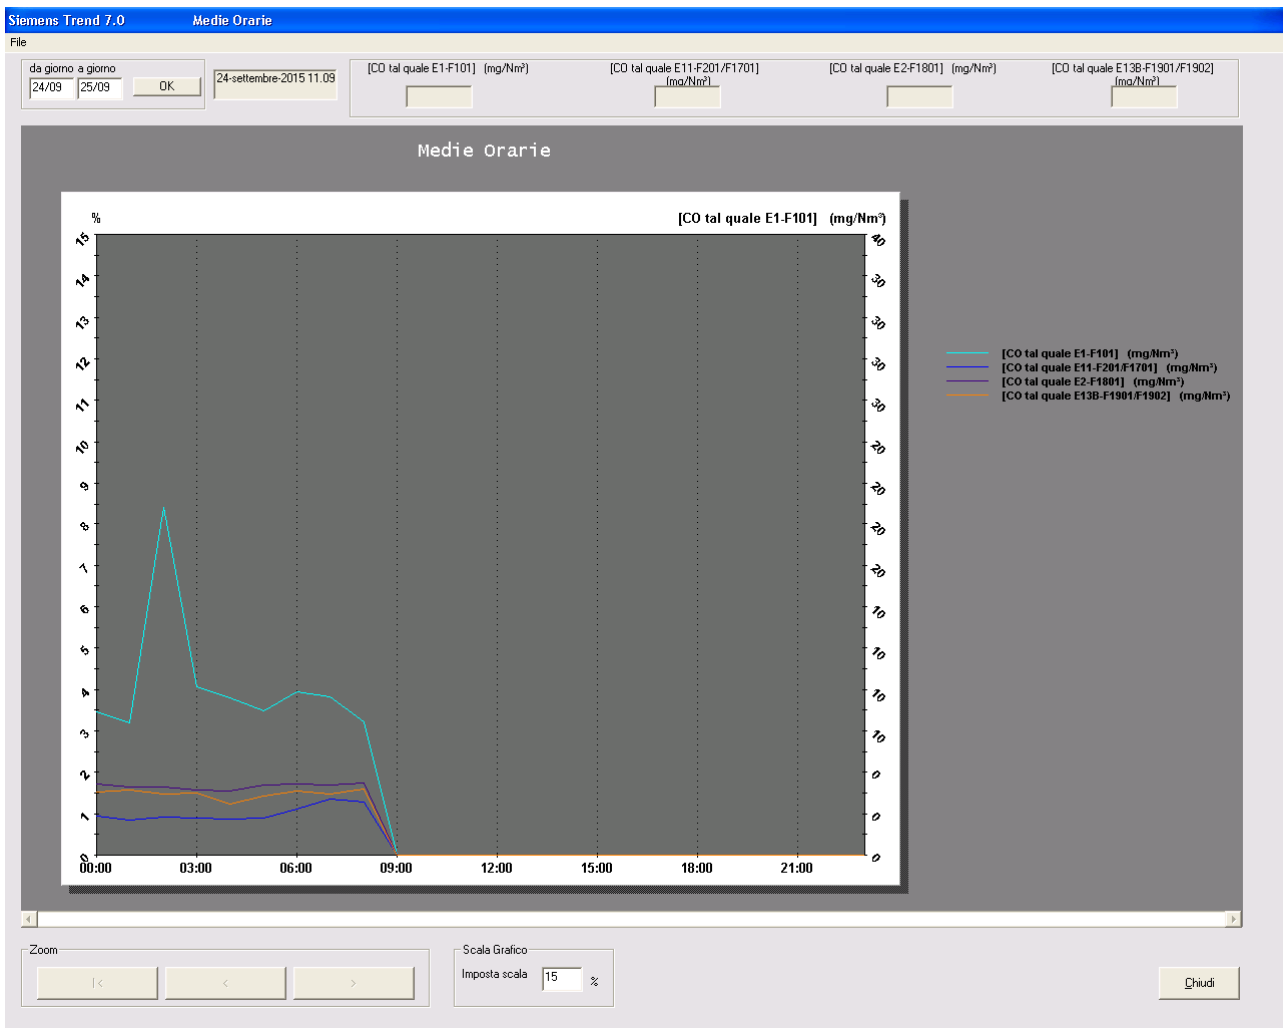 Siemens Trend 7.0 Medie Orarie
File
da giorno a giorno
24/09 25/09 OK
24-settembre-2015 11.09
[CO tal quale E1-F101] (mg/Nm³)
[CO tal quale E11-F201/F1701] (mg/Nm³)
[CO tal quale E2-F1801] (mg/Nm³)
[CO tal quale E13B-F1901/F1902] (mg/Nm³)
Medie Orarie
% [CO tal quale E1-F101] (mg/Nm³)
15 40
14 30
13 30
12 30
11 30
10 20
9 20
8 20
7 20
6 10
5 10
4 10
3 10
2 0
1 0
0 0
00:00 03:00 06:00 09:00 12:00 15:00 18:00 21:00
[CO tal quale E1-F101] (mg/Nm³)
[CO tal quale E11-F201/F1701] (mg/Nm³)
[CO tal quale E2-F1801] (mg/Nm³)
[CO tal quale E13B-F1901/F1902] (mg/Nm³)
Zoom
|< < >
Scala Grafico
Imposta scala 15 %
Chiudi